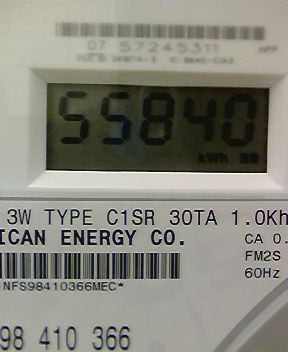 07 57245311
55840
kWh
3W TYPE C1SR 30TA 1.0Kh
ICAN ENERGY CO.
CA 0.
FM2S
60Hz
NFS98410366MEC*
98 410 366